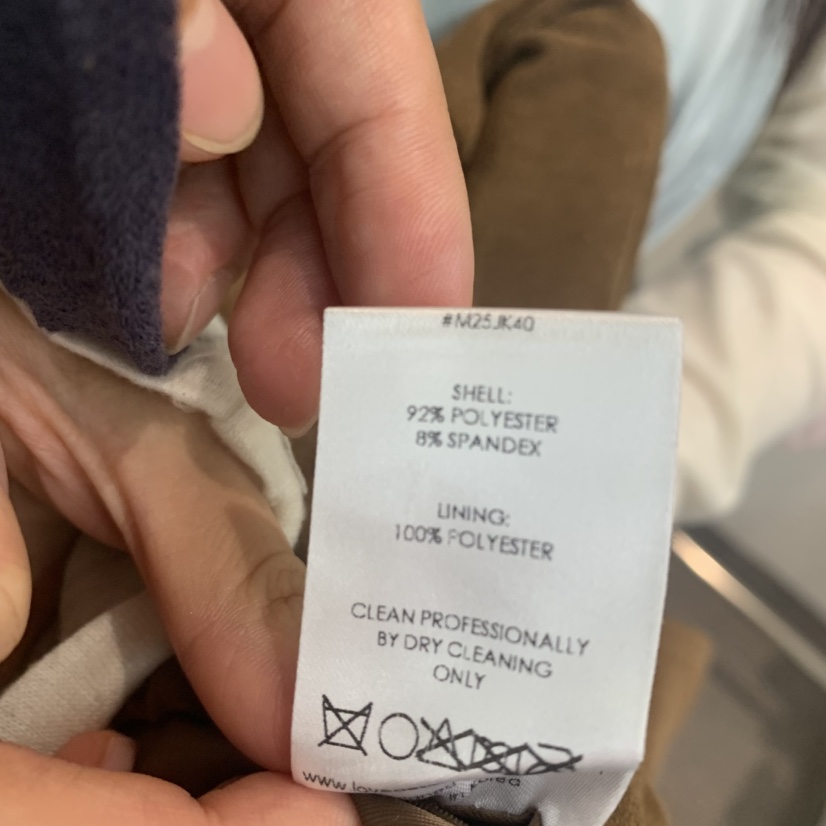 #M25JK40
SHELL:
92% POLYESTER
8% SPANDEX
LINING:
100% POLYESTER
CLEAN PROFESSIONALLY
BY DRY CLEANING
ONLY